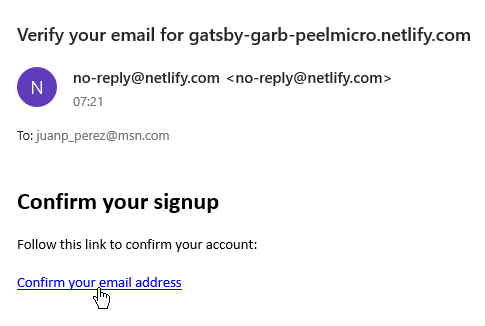 Verify your email for gatsby-garb-peelmicro.netlify.com
N
no-reply@netlify.com <no-reply@netlify.com>
07:21
To: juanp_perez@msn.com
Confirm your signup
Follow this link to confirm your account:
Confirm your email address